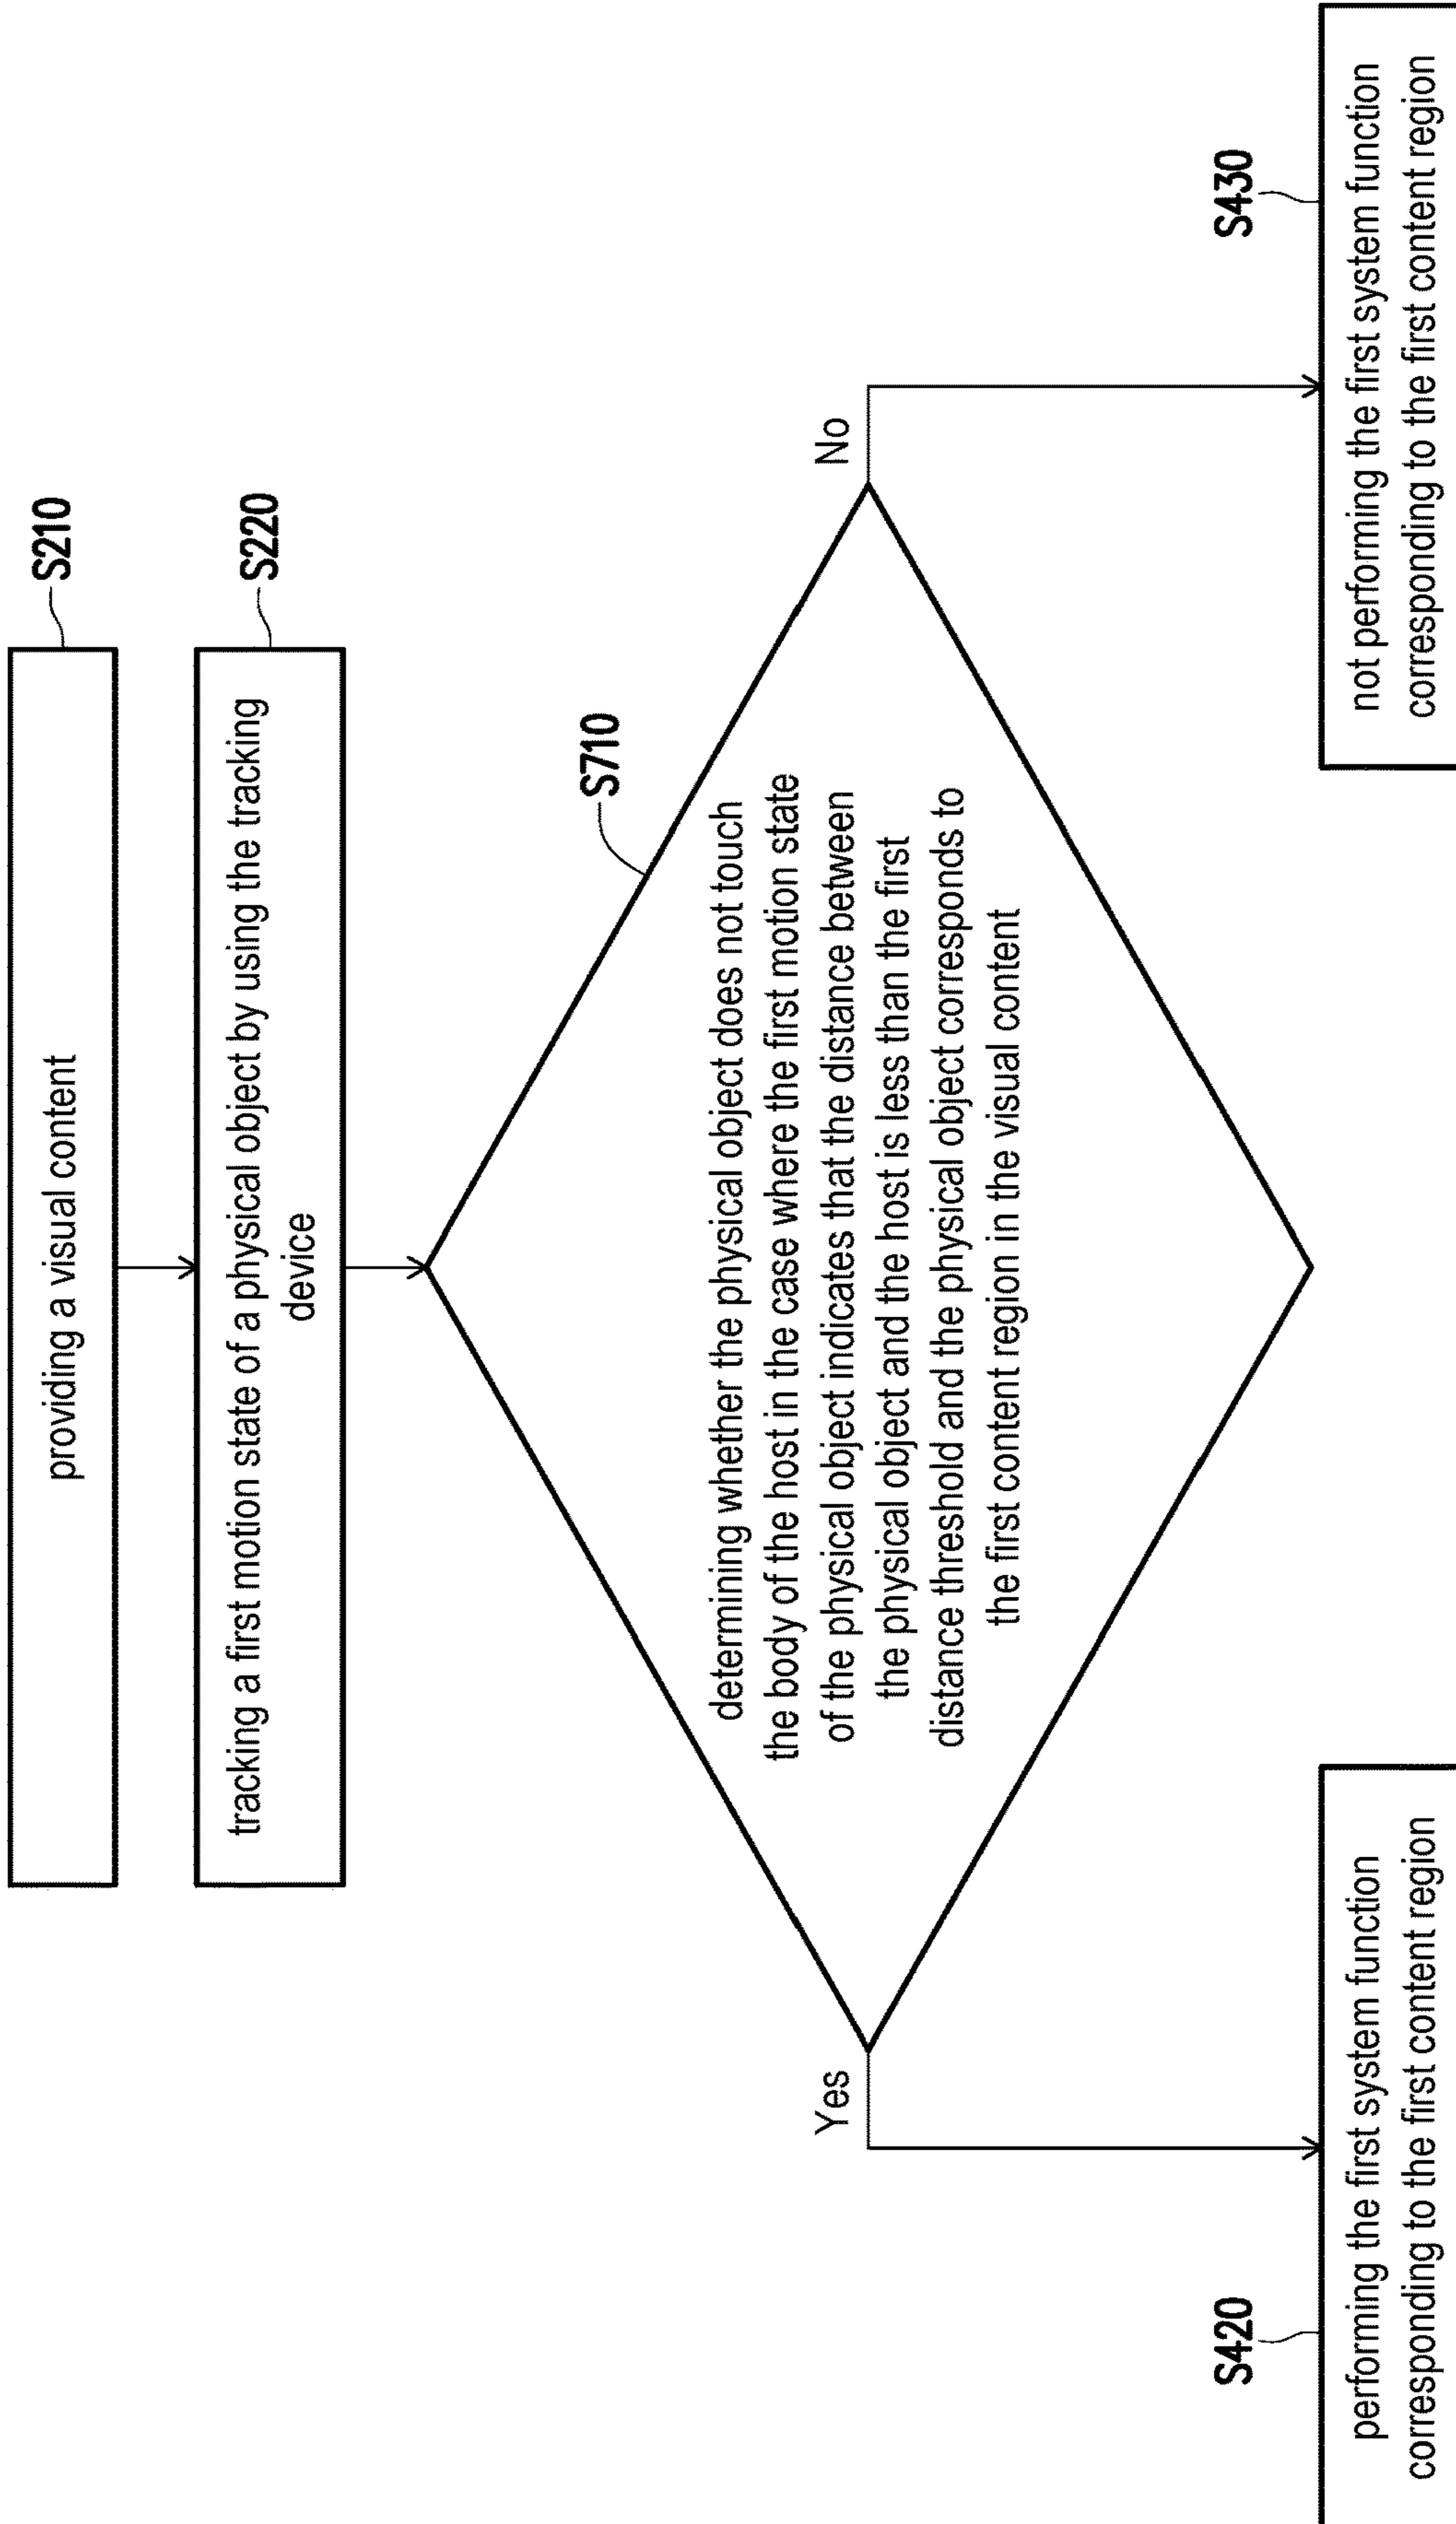 providing a visual content
S210
tracking a first motion state of a physical object by using the tracking
device
S220
S710
determining whether the physical object does not touch
the body of the host in the case where the first motion state
of the physical object indicates that the distance between
the physical object and the host is less than the first
distance threshold and the physical object corresponds to
the first content region in the visual content
Yes
No
S420
performing the first system function
corresponding to the first content region
S430
not performing the first system function
corresponding to the first content region